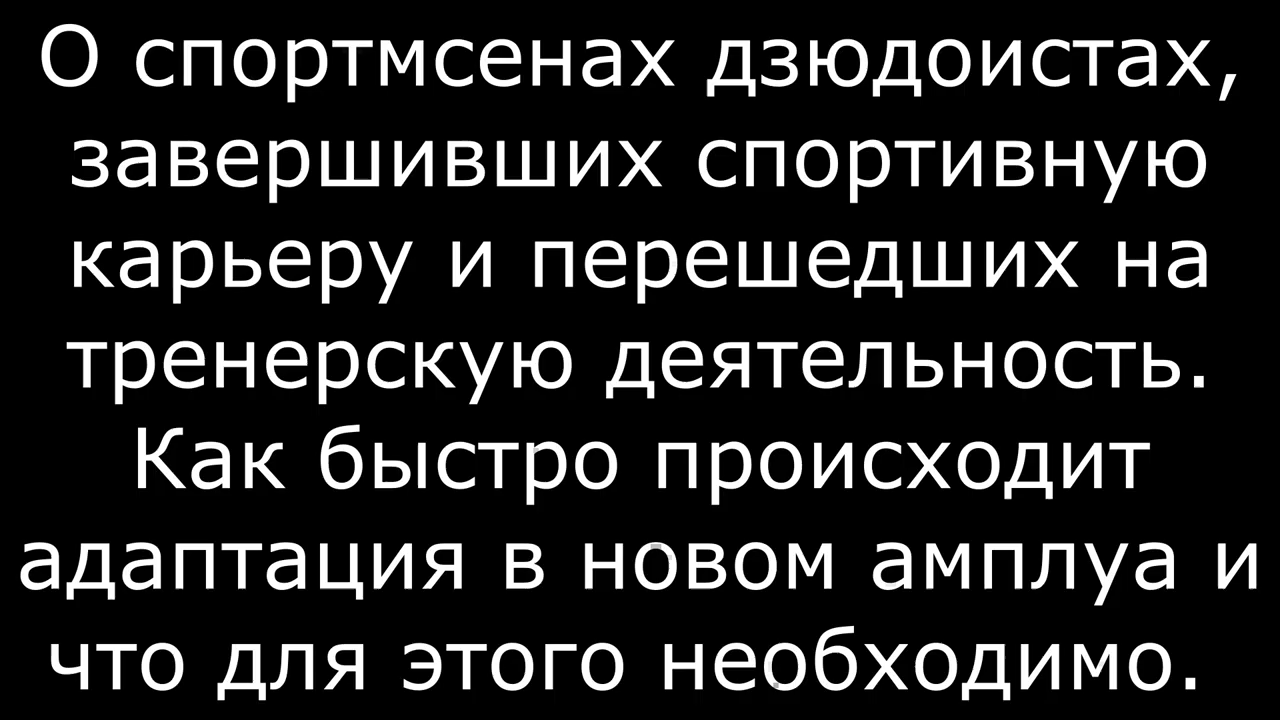 О спортмсенах дзюдоистах,
завершивших спортивную
карьеру и перешедших на
тренерскую деятельность.
Как быстро происходит
адаптация в новом амплуа и
что для этого необходимо.